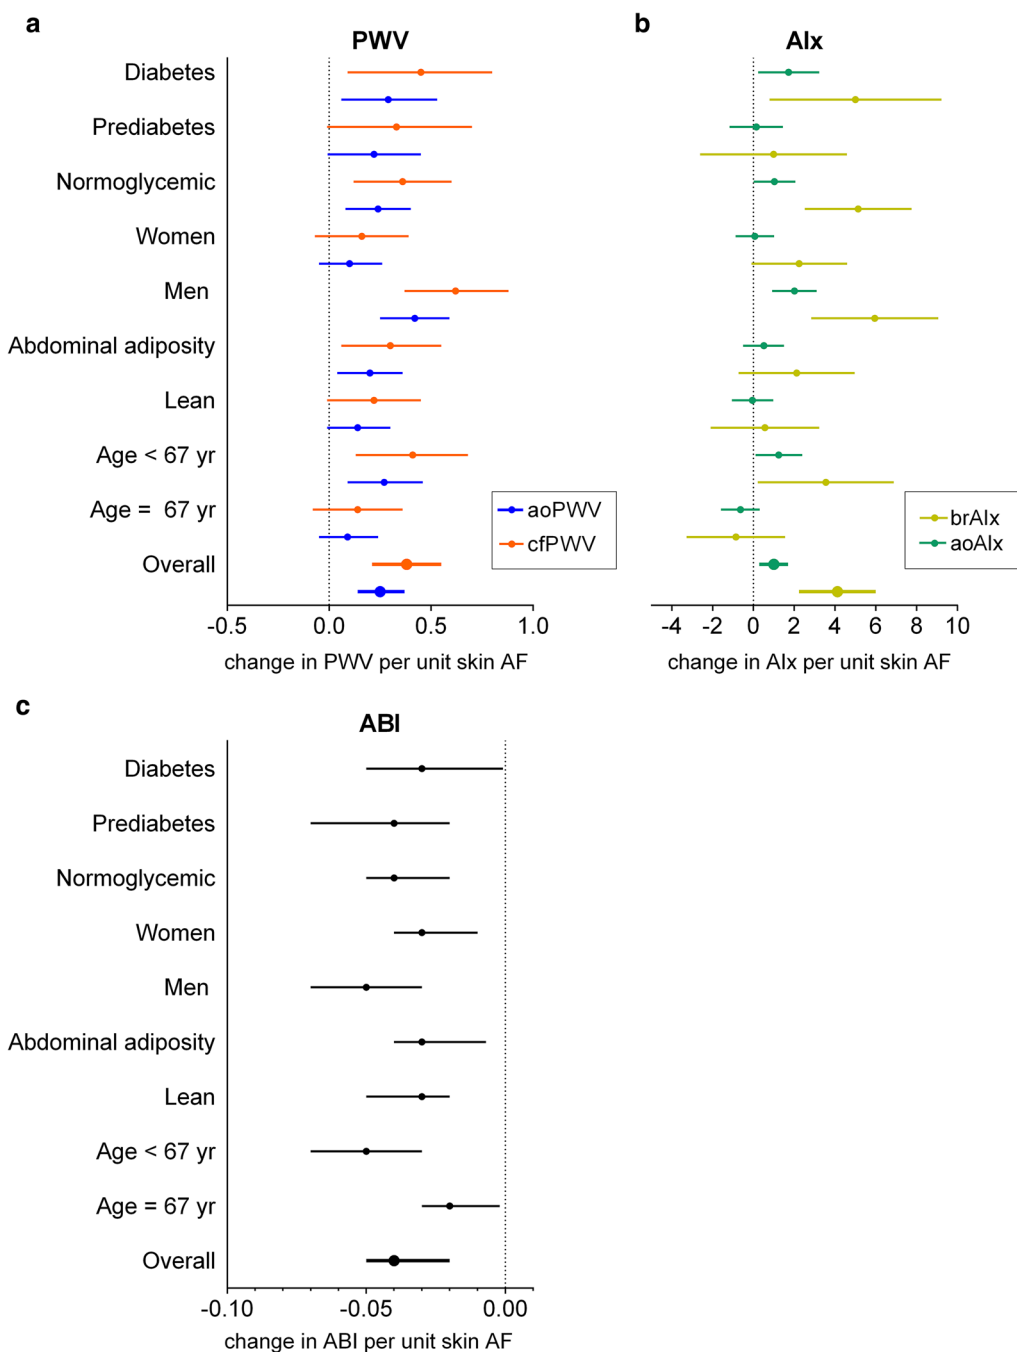 a
PWV
Diabetes
Prediabetes
Normoglycemic
Women
Men
Abdominal adiposity
Lean
Age < 67 yr
Age = 67 yr
Overall
aoPWV
cfPWV
-0.5 0.0 0.5 1.0
change in PWV per unit skin AF
b
AIx
brAIx
aoAIx
-4 -2 0 2 4 6 8 10
change in AIx per unit skin AF
c
ABI
Diabetes
Prediabetes
Normoglycemic
Women
Men
Abdominal adiposity
Lean
Age < 67 yr
Age = 67 yr
Overall
-0.10 -0.05 0.00
change in ABI per unit skin AF